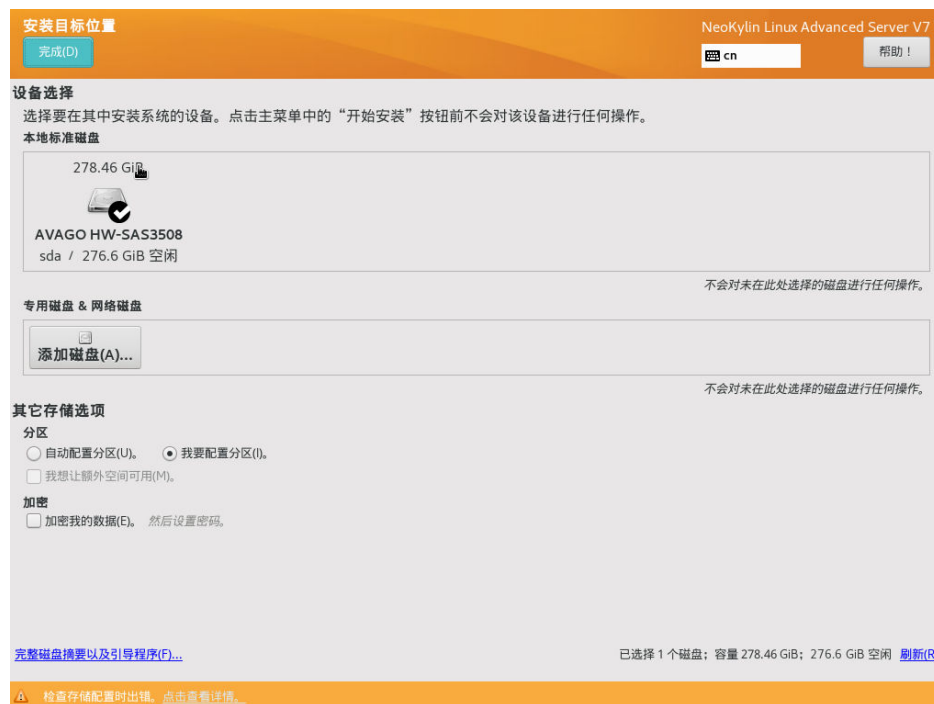 安装目标位置
NeoKylin Linux Advanced Server V7
完成(D)
cn
帮助！
设备选择
选择要在其中安装系统的设备。点击主菜单中的“开始安装”按钮前不会对该设备进行任何操作。
本地标准磁盘
278.46 GiB
AVAGO HW-SAS3508
sda / 276.6 GiB 空闲
不会对未在此处选择的磁盘进行任何操作。
专用磁盘 & 网络磁盘
添加磁盘(A)...
不会对未在此处选择的磁盘进行任何操作。
其它存储选项
分区
自动配置分区(U)。 我要配置分区(I)。
我想让额外空间可用(M)。
加密
加密我的数据(E)。 然后设置密码。
完整磁盘摘要以及引导程序(F)...
已选择 1 个磁盘；容量 278.46 GiB；276.6 GiB 空闲 刷新(R
检查存储配置时出错。点击查看详情。